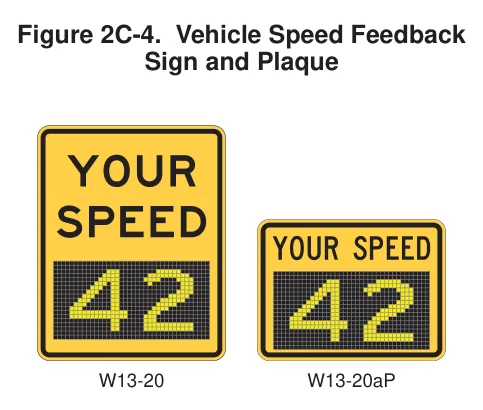 Figure 2C-4.  Vehicle Speed Feedback
Sign and Plaque
YOUR
SPEED
42
W13-20
YOUR SPEED
42
W13-20aP